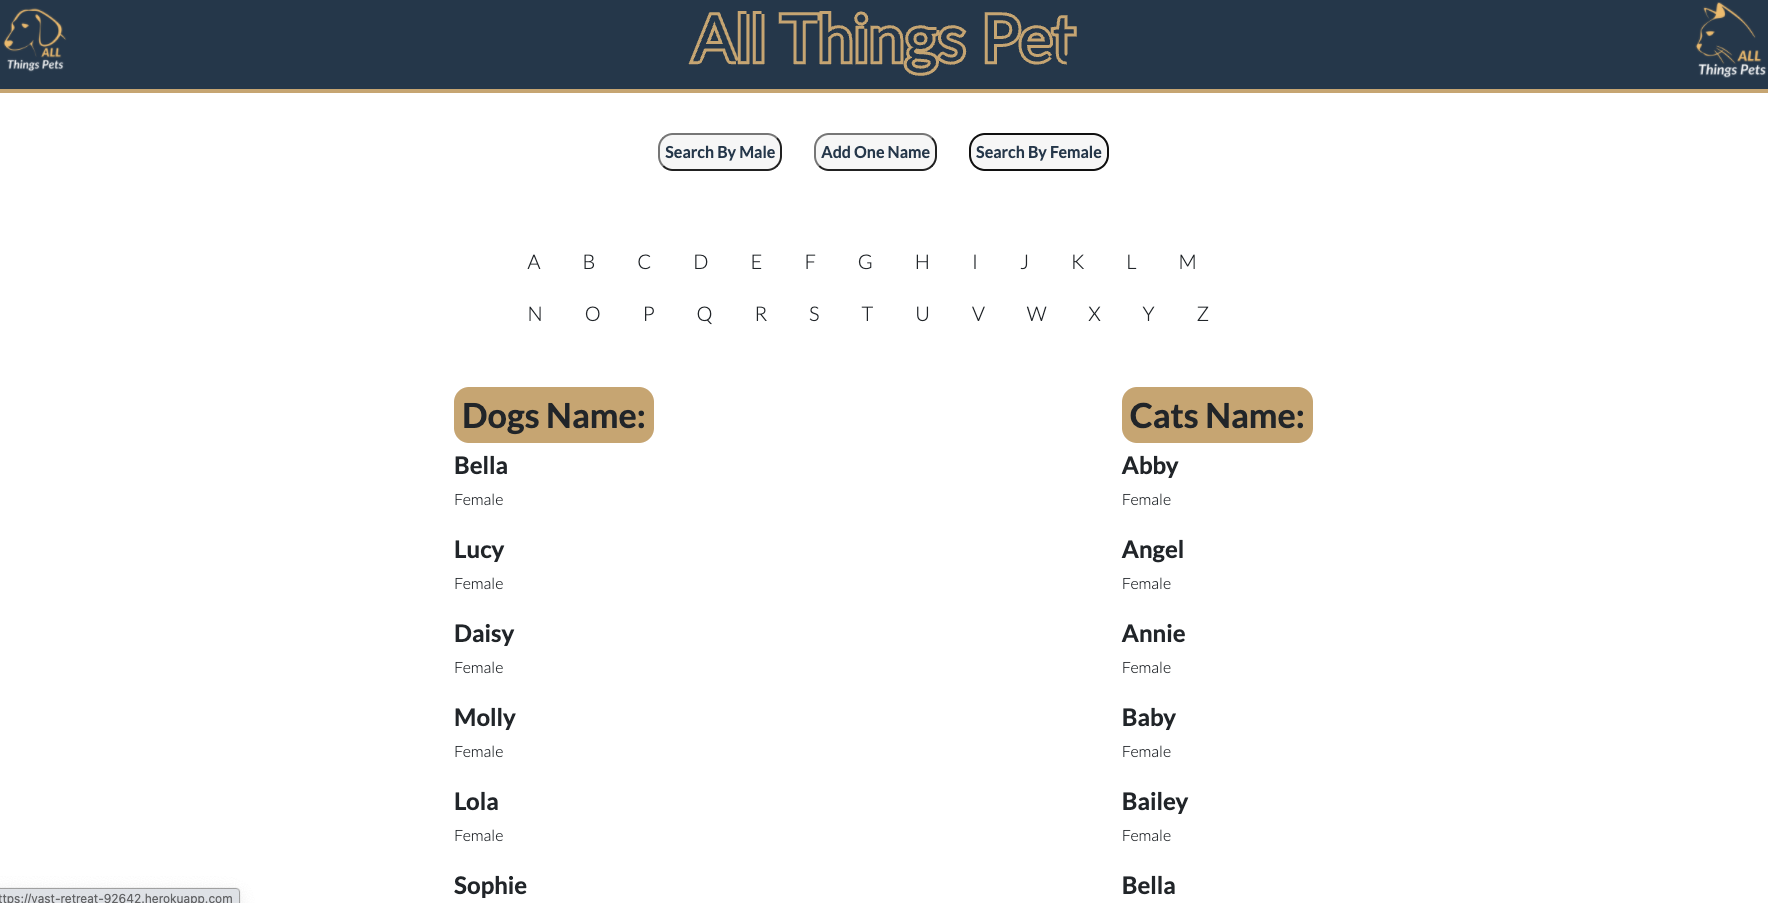 ALL
Things Pets
All Things Pet
ALL
Things Pets
Search By Male
Add One Name
Search By Female
A B C D E F G H I J K L M
N O P Q R S T U V W X Y Z
Dogs Name:
Bella
Female
Lucy
Female
Daisy
Female
Molly
Female
Lola
Female
Sophie
Cats Name:
Abby
Female
Angel
Female
Annie
Female
Baby
Female
Bailey
Female
Bella
ttps://vast-retreat-92642.herokuapp.com